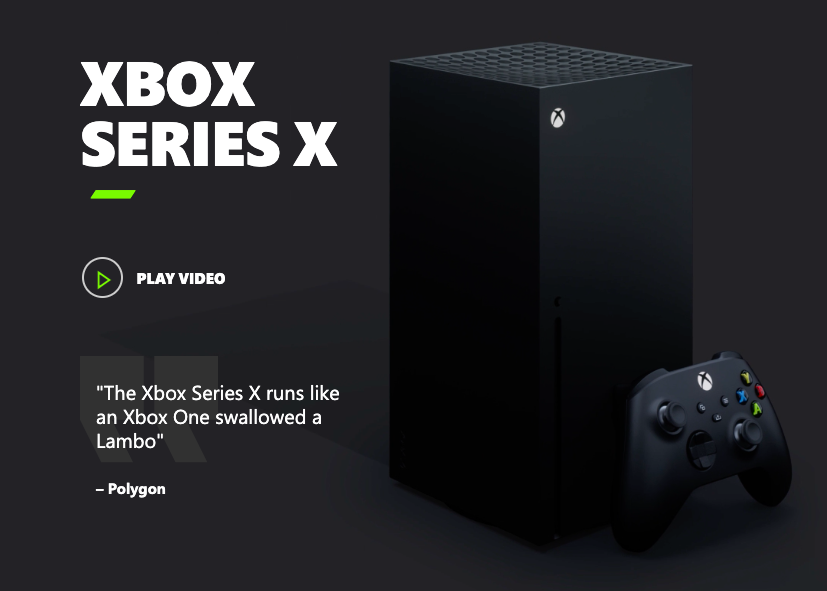 XBOX
SERIES X
PLAY VIDEO
"The Xbox Series X runs like
an Xbox One swallowed a
Lambo"
– Polygon
Y
X
B
A